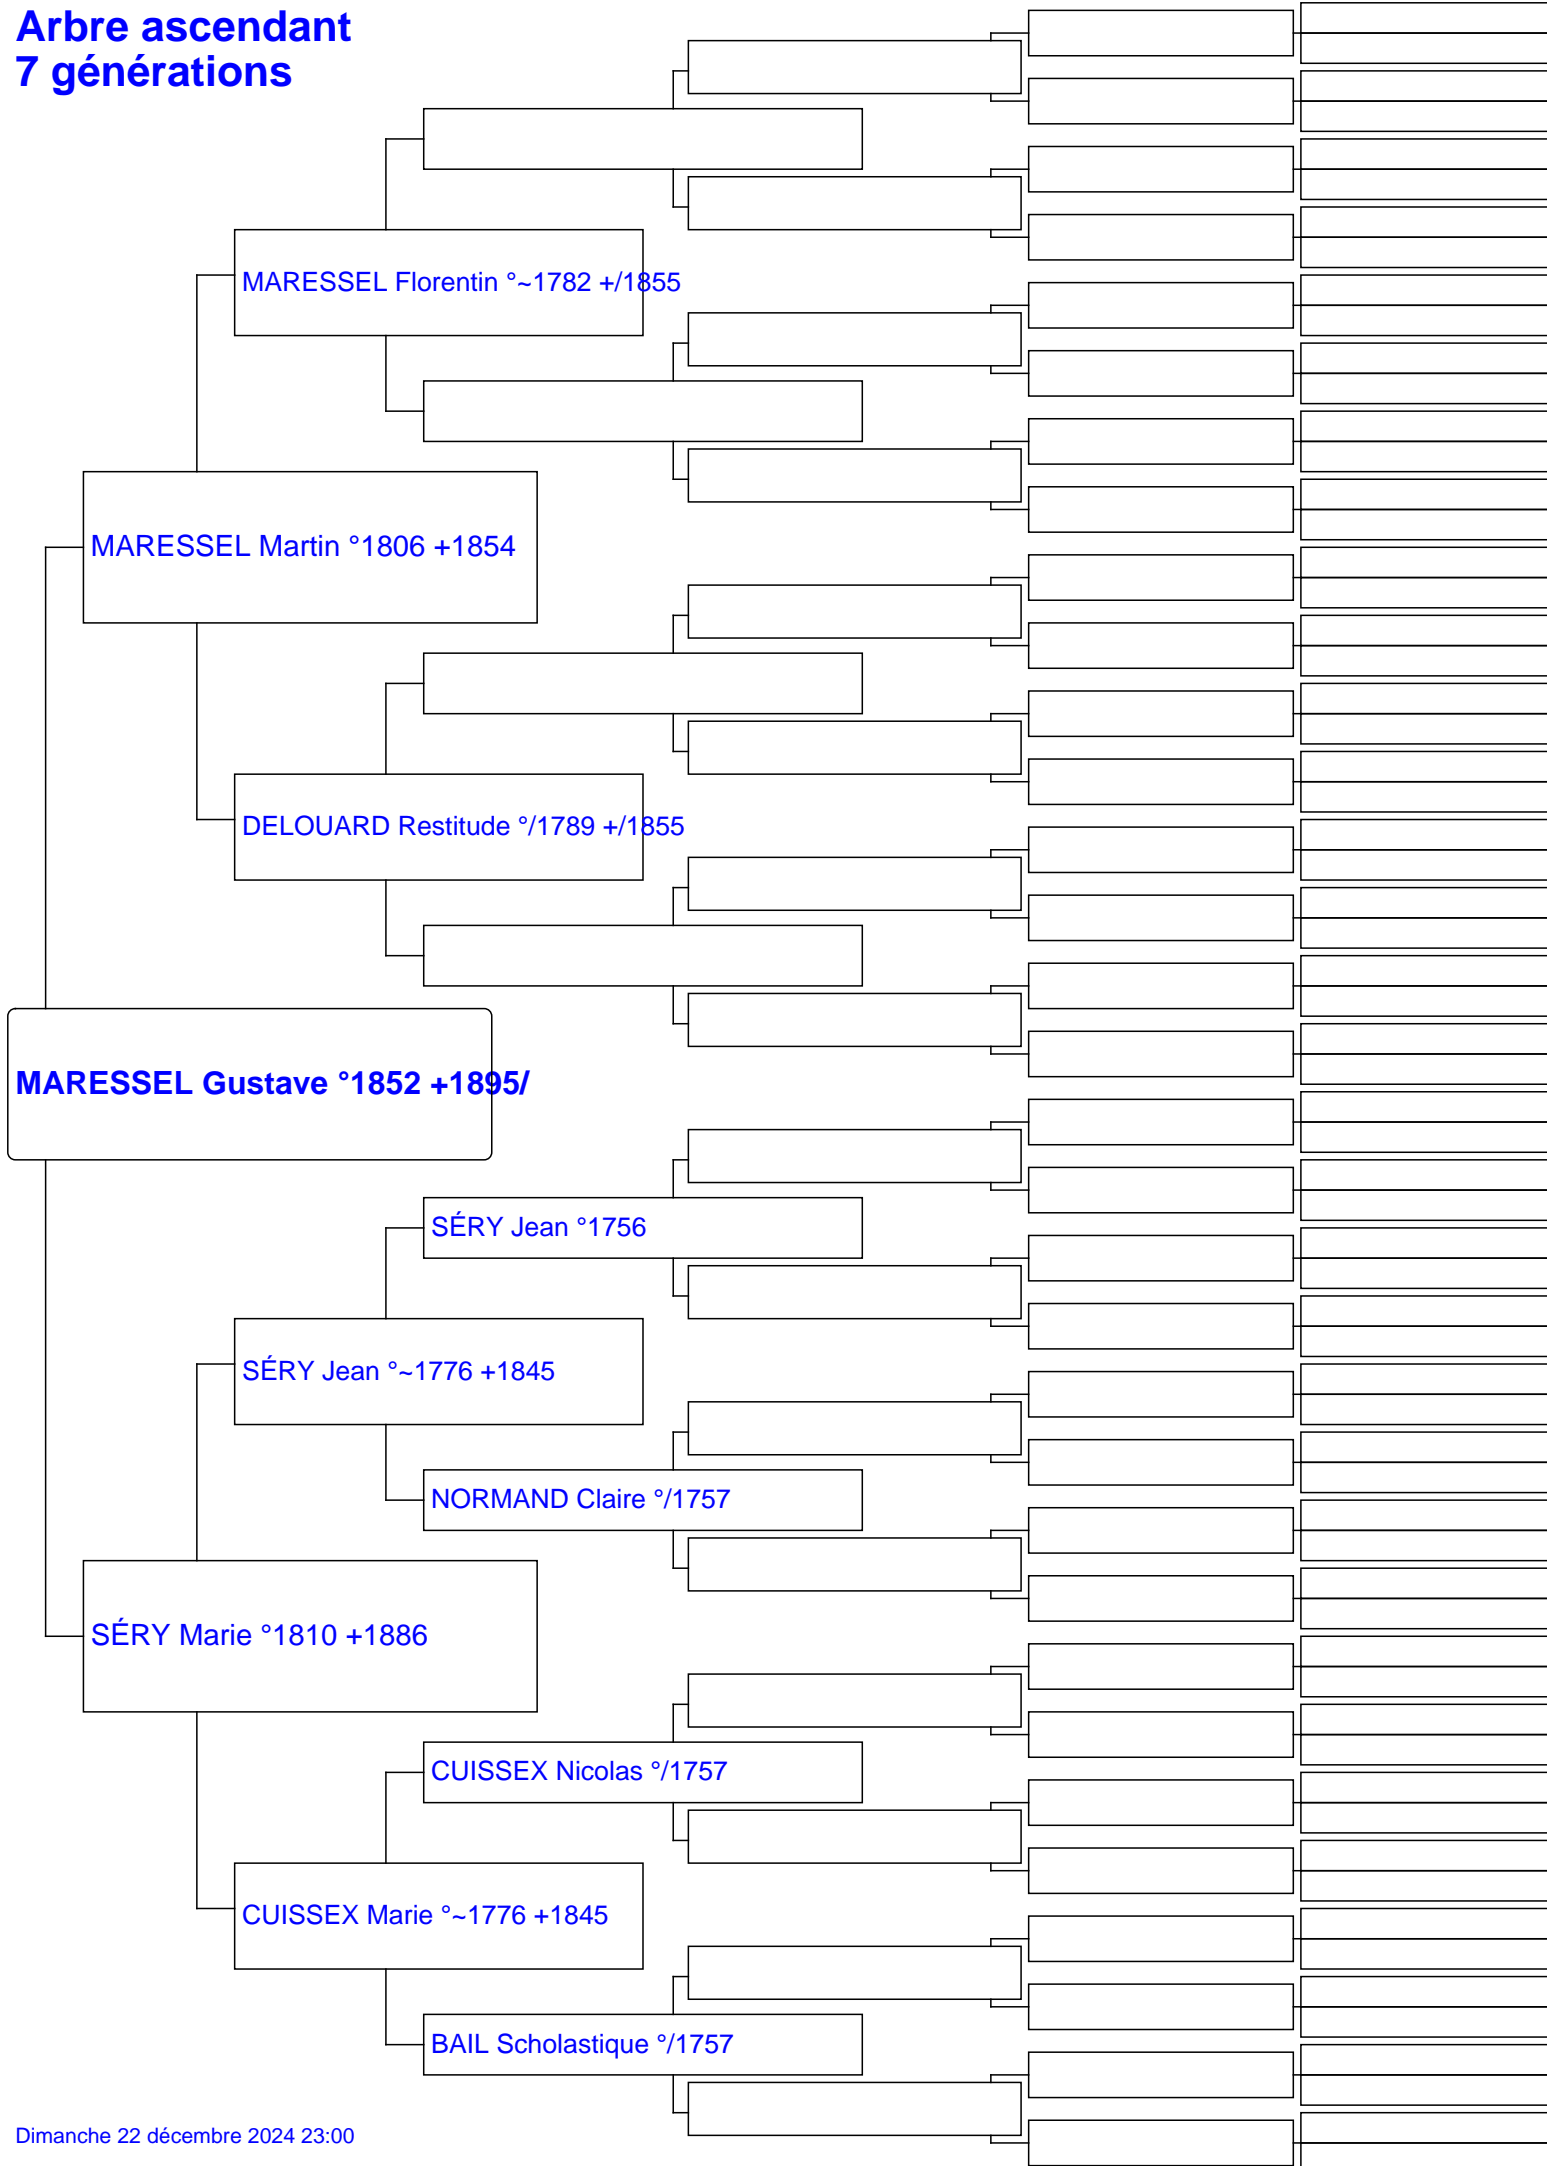 Arbre ascendant
7 générations
MARESSEL Florentin °~1782 +/1855
MARESSEL Martin °1806 +1854
DELOUARD Restitude °/1789 +/1855
MARESSEL Gustave °1852 +1895/
SÉRY Jean °1756
SÉRY Jean °~1776 +1845
NORMAND Claire °/1757
SÉRY Marie °1810 +1886
CUISSEX Nicolas °/1757
CUISSEX Marie °~1776 +1845
BAIL Scholastique °/1757
Dimanche 22 décembre 2024 23:00